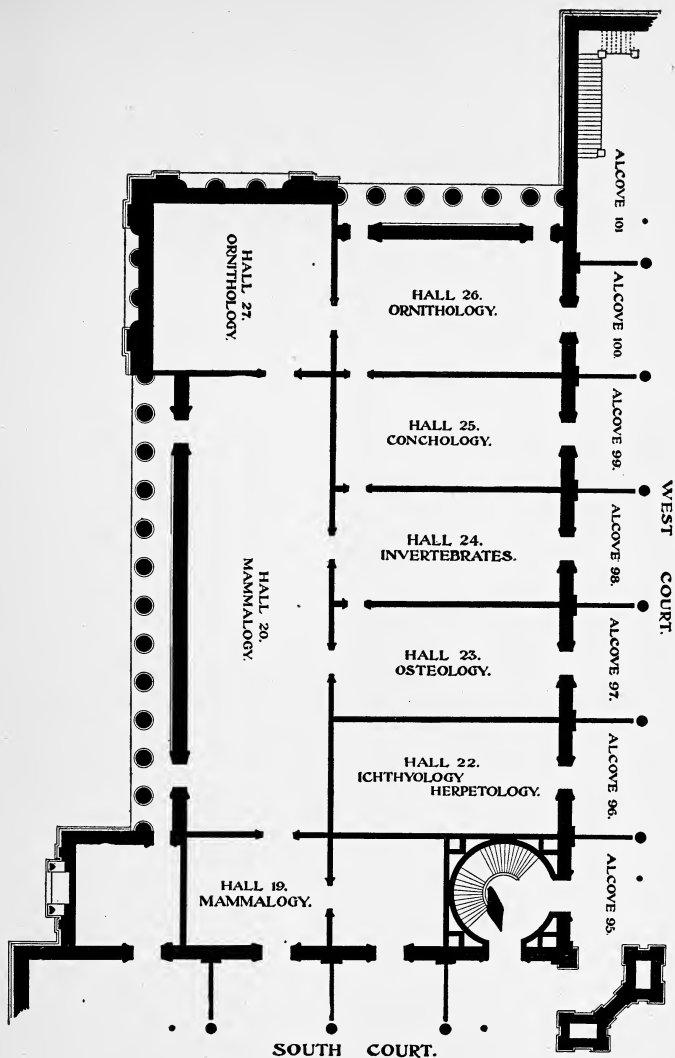 ALCOVE 101
ALCOVE 100.
HALL 27.
ORNITHOLOGY.
HALL 26.
ORNITHOLOGY.
ALCOVE 99.
HALL 25.
CONCHOLOGY.
WEST COURT.
ALCOVE 98.
HALL 24.
INVERTEBRATES.
HALL 20.
MAMMALOGY.
ALCOVE 97.
HALL 23.
OSTEOLOGY.
ALCOVE 96.
HALL 22.
ICHTHYOLOGY
HERPETOLOGY.
ALCOVE 95.
HALL 19.
MAMMALOGY.
SOUTH COURT.